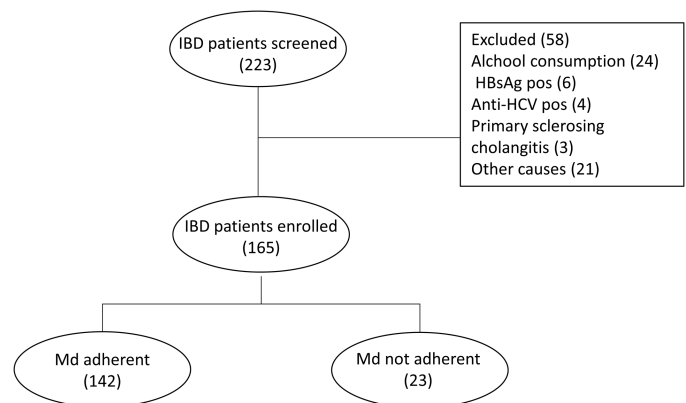 IBD patients screened
(223)
Excluded (58)
Alchool consumption (24)
HBsAg pos (6)
Anti-HCV pos (4)
Primary sclerosing
cholangitis (3)
Other causes (21)
IBD patients enrolled
(165)
Md adherent
(142)
Md not adherent
(23)